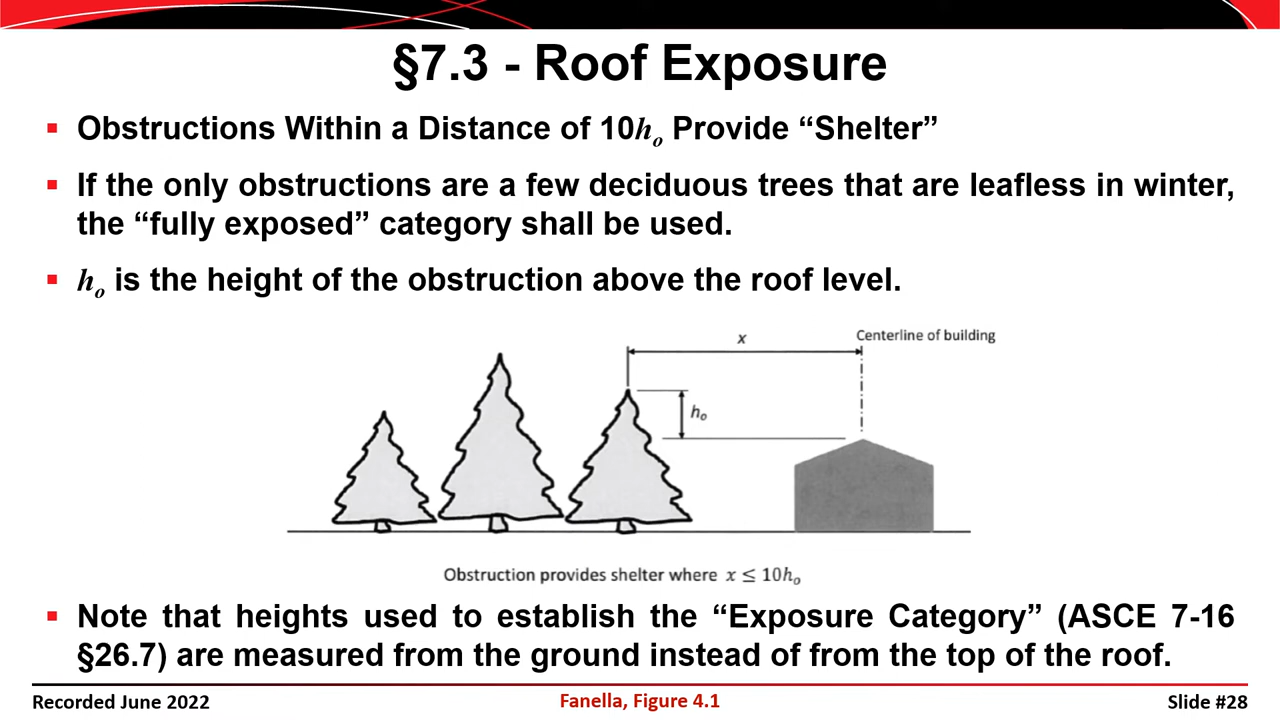 §7.3 - Roof Exposure
▪ Obstructions Within a Distance of 10hₒ Provide “Shelter”
▪ If the only obstructions are a few deciduous trees that are leafless in winter,
the “fully exposed” category shall be used.
▪ hₒ is the height of the obstruction above the roof level.
x
Centerline of building
hₒ
Obstruction provides shelter where x ≤ 10hₒ
▪ Note that heights used to establish the “Exposure Category” (ASCE 7-16
§26.7) are measured from the ground instead of from the top of the roof.
Recorded June 2022
Fanella, Figure 4.1
Slide #28